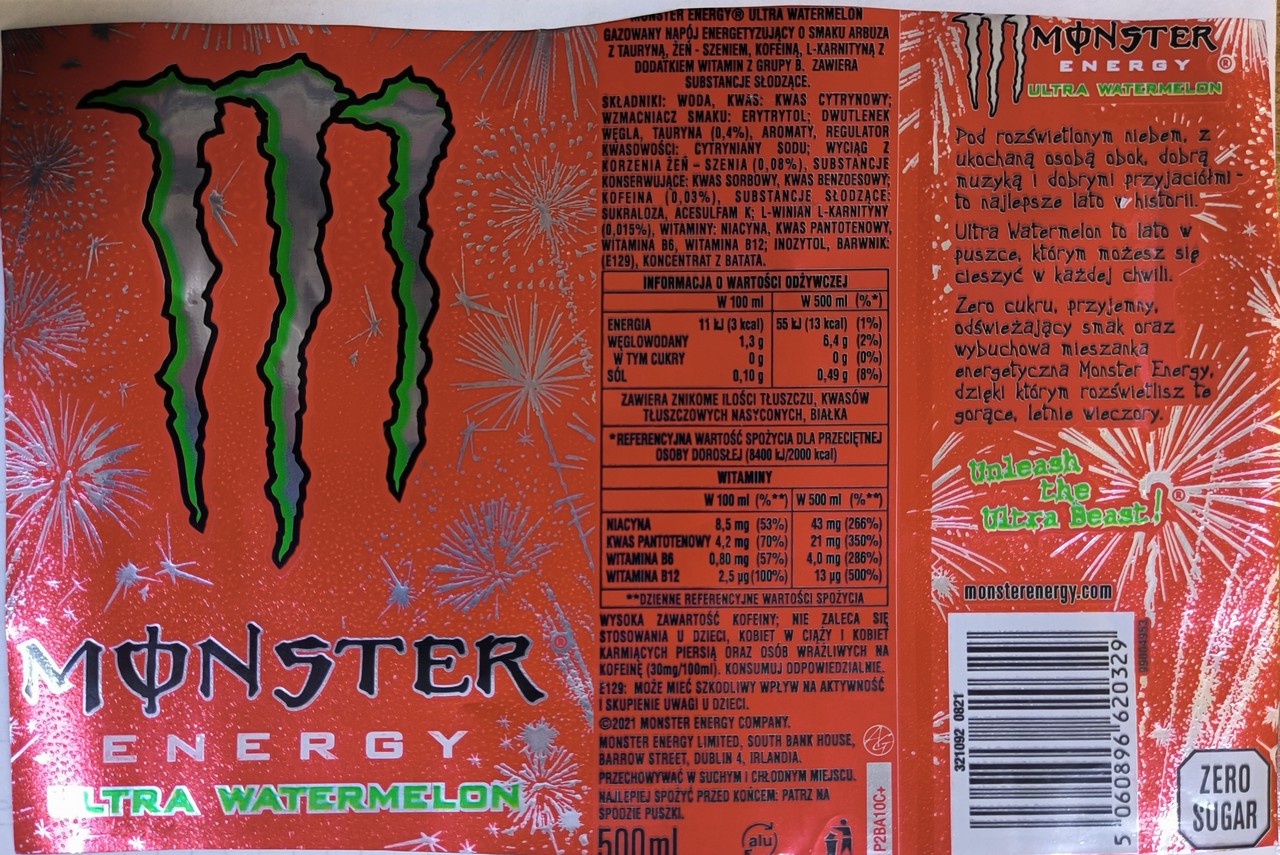 MONSTER
ENERGY
ULTRA WATERMELON
MONSTER ENERGY® ULTRA WATERMELON
GAZOWANY NAPÓJ ENERGETYZUJĄCY O SMAKU ARBUZA
Z TAURYNĄ, ŻEŃ - SZENIEM, KOFEINĄ, L-KARNITYNĄ Z
DODATKIEM WITAMIN Z GRUPY B. ZAWIERA
SUBSTANCJE SŁODZĄCE.
SKŁADNIKI: WODA, KWAS: KWAS CYTRYNOWY;
WZMACNIACZ SMAKU: ERYTRYTOL; DWUTLENEK
WĘGLA, TAURYNA (0,4%), AROMATY, REGULATOR
KWASOWOŚCI: CYTRYNIANY SODU; WYCIĄG Z
KORZENIA ŻEŃ – SZENIA (0,08%), SUBSTANCJE
KONSERWUJĄCE: KWAS SORBOWY, KWAS BENZOESOWY;
KOFEINA (0,03%), SUBSTANCJE SŁODZĄCE:
SUKRALOZA, ACESULFAM K; L-WINIAN L-KARNITYNY
(0,015%), WITAMINY: NIACYNA, KWAS PANTOTENOWY,
WITAMINA B6, WITAMINA B12; INOZYTOL, BARWNIK:
(E129), KONCENTRAT Z BATATA.
INFORMACJA O WARTOŚCI ODŻYWCZEJ
W 100 ml W 500 ml (%*)
ENERGIA 11 kJ (3 kcal) 55 kJ (13 kcal) (1%)
WĘGLOWODANY 1,3 g 6,4 g (2%)
W TYM CUKRY 0 g 0 g (0%)
SÓL 0,10 g 0,49 g (8%)
ZAWIERA ZNIKOME ILOŚCI TŁUSZCZU, KWASÓW
TŁUSZCZOWYCH NASYCONYCH, BIAŁKA
*REFERENCYJNA WARTOŚĆ SPOŻYCIA DLA PRZECIĘTNEJ
OSOBY DOROSŁEJ (8400 kJ/2000 kcal)
WITAMINY
W 100 ml (%**) W 500 ml (%**)
NIACYNA 8,5 mg (53%) 43 mg (266%)
KWAS PANTOTENOWY 4,2 mg (70%) 21 mg (350%)
WITAMINA B6 0,80 mg (57%) 4,0 mg (286%)
WITAMINA B12 2,5 µg (100%) 13 µg (500%)
**DZIENNE REFERENCYJNE WARTOŚCI SPOŻYCIA
WYSOKA ZAWARTOŚĆ KOFEINY; NIE ZALECA SIĘ
STOSOWANIA U DZIECI, KOBIET W CIĄŻY I KOBIET
KARMIĄCYCH PIERSIĄ ORAZ OSÓB WRAŻLIWYCH NA
KOFEINĘ (30mg/100ml). KONSUMUJ ODPOWIEDZIALNIE.
E129: MOŻE MIEĆ SZKODLIWY WPŁYW NA AKTYWNOŚĆ
I SKUPIENIE UWAGI U DZIECI.
©2021 MONSTER ENERGY COMPANY.
MONSTER ENERGY LIMITED, SOUTH BANK HOUSE,
BARROW STREET, DUBLIN 4, IRLANDIA.
PRZECHOWYWAĆ W SUCHYM I CHŁODNYM MIEJSCU.
NAJLEPIEJ SPOŻYĆ PRZED KOŃCEM: PATRZ NA
SPODZIE PUSZKI.
500ml
alu
P2BA10C+
MONSTER
ENERGY ®
ULTRA WATERMELON
Pod rozświetlonym niebem, z
ukochaną osobą obok, dobrą
muzyką i dobrymi przyjaciółmi -
to najlepsze lato w historii.
Ultra Watermelon to lato w
puszce, którym możesz się
cieszyć w każdej chwili.
Zero cukru, przyjemny,
odświeżający smak oraz
wybuchowa mieszanka
energetyczna Monster Energy,
dzięki którym rozświetlisz te
gorące, letnie wieczory.
Unleash
the
Ultra Beast! ®
monsterenergy.com
321092 0821
5 060896 620329
ZERO
SUGAR